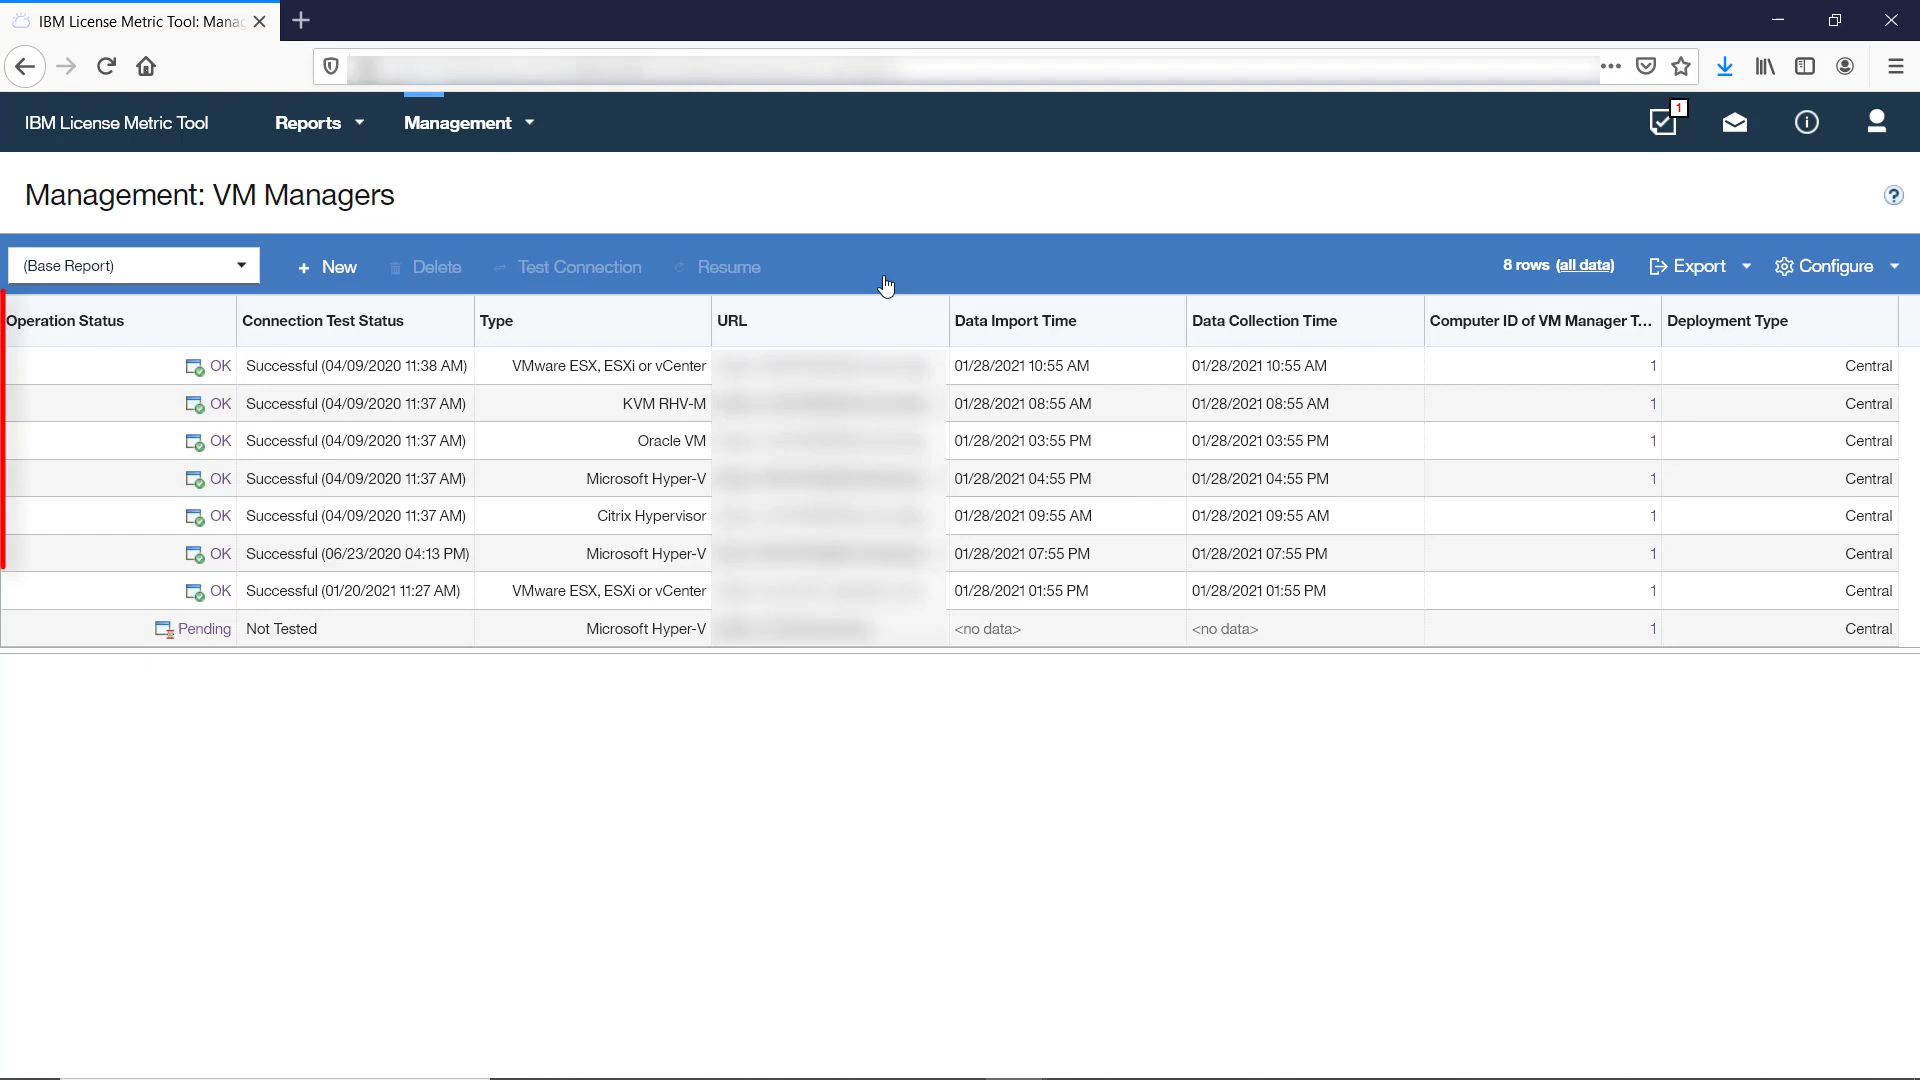 IBM License Metric Tool: Manag
IBM License Metric Tool Reports Management 1
Management: VM Managers
(Base Report) + New Delete Test Connection Resume 8 rows (all data) Export Configure
Operation Status Connection Test Status Type URL Data Import Time Data Collection Time Computer ID of VM Manager T... Deployment Type
OK Successful (04/09/2020 11:38 AM) VMware ESX, ESXi or vCenter 01/28/2021 10:55 AM 01/28/2021 10:55 AM 1 Central
OK Successful (04/09/2020 11:37 AM) KVM RHV-M 01/28/2021 08:55 AM 01/28/2021 08:55 AM 1 Central
OK Successful (04/09/2020 11:37 AM) Oracle VM 01/28/2021 03:55 PM 01/28/2021 03:55 PM 1 Central
OK Successful (04/09/2020 11:37 AM) Microsoft Hyper-V 01/28/2021 04:55 PM 01/28/2021 04:55 PM 1 Central
OK Successful (04/09/2020 11:37 AM) Citrix Hypervisor 01/28/2021 09:55 AM 01/28/2021 09:55 AM 1 Central
OK Successful (06/23/2020 04:13 PM) Microsoft Hyper-V 01/28/2021 07:55 PM 01/28/2021 07:55 PM 1 Central
OK Successful (01/20/2021 11:27 AM) VMware ESX, ESXi or vCenter 01/28/2021 01:55 PM 01/28/2021 01:55 PM 1 Central
Pending Not Tested Microsoft Hyper-V <no data> <no data> 1 Central